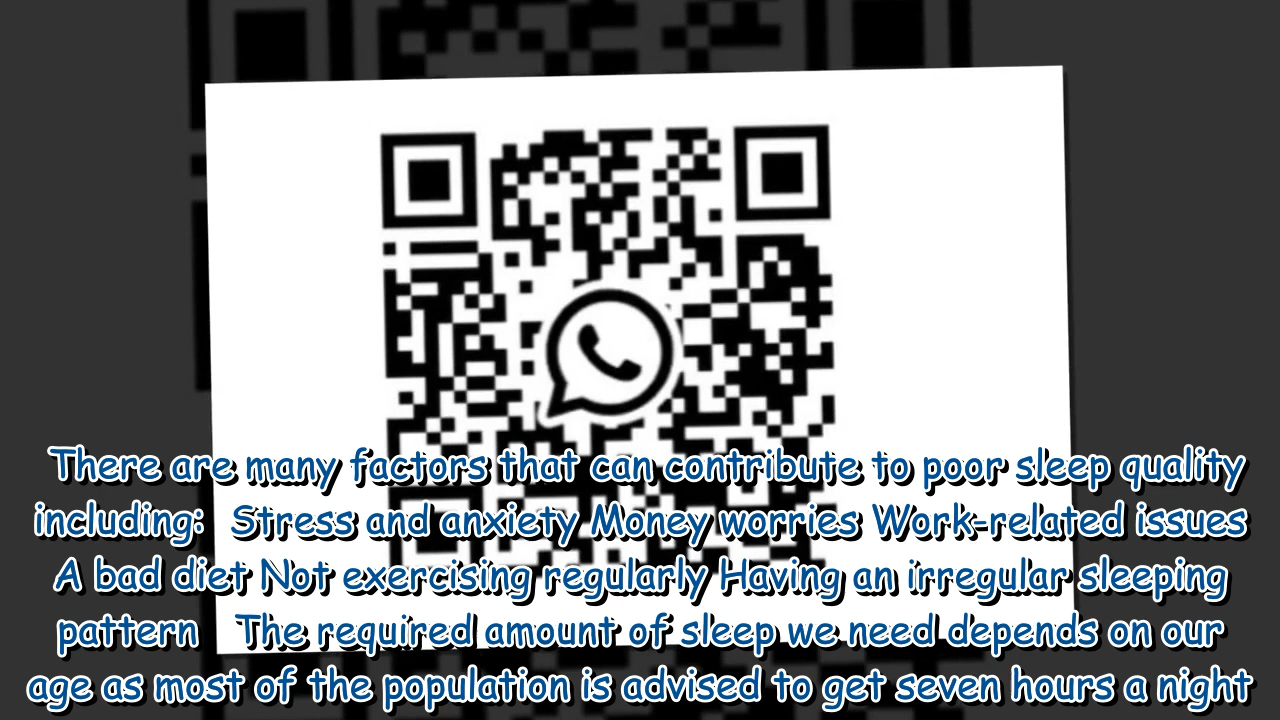 There are many factors that can contribute to poor sleep quality
including:  Stress and anxiety Money worries Work-related issues
A bad diet Not exercising regularly Having an irregular sleeping
pattern   The required amount of sleep we need depends on our
age as most of the population is advised to get seven hours a night